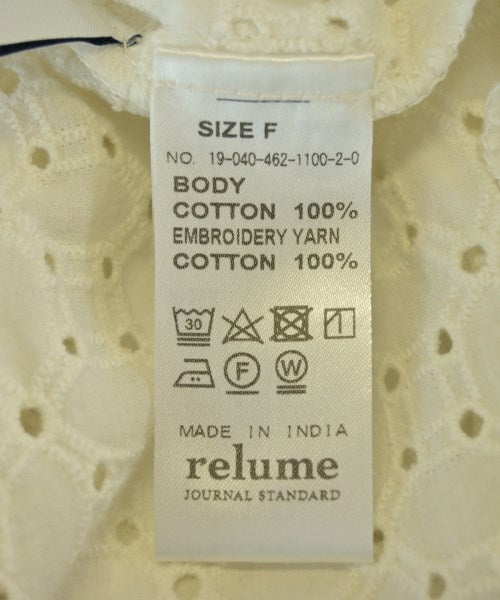 SIZE F
NO. 19-040-462-1100-2-0
BODY
COTTON 100%
EMBROIDERY YARN
COTTON 100%
30
F W
MADE IN INDIA
relume
JOURNAL STANDARD